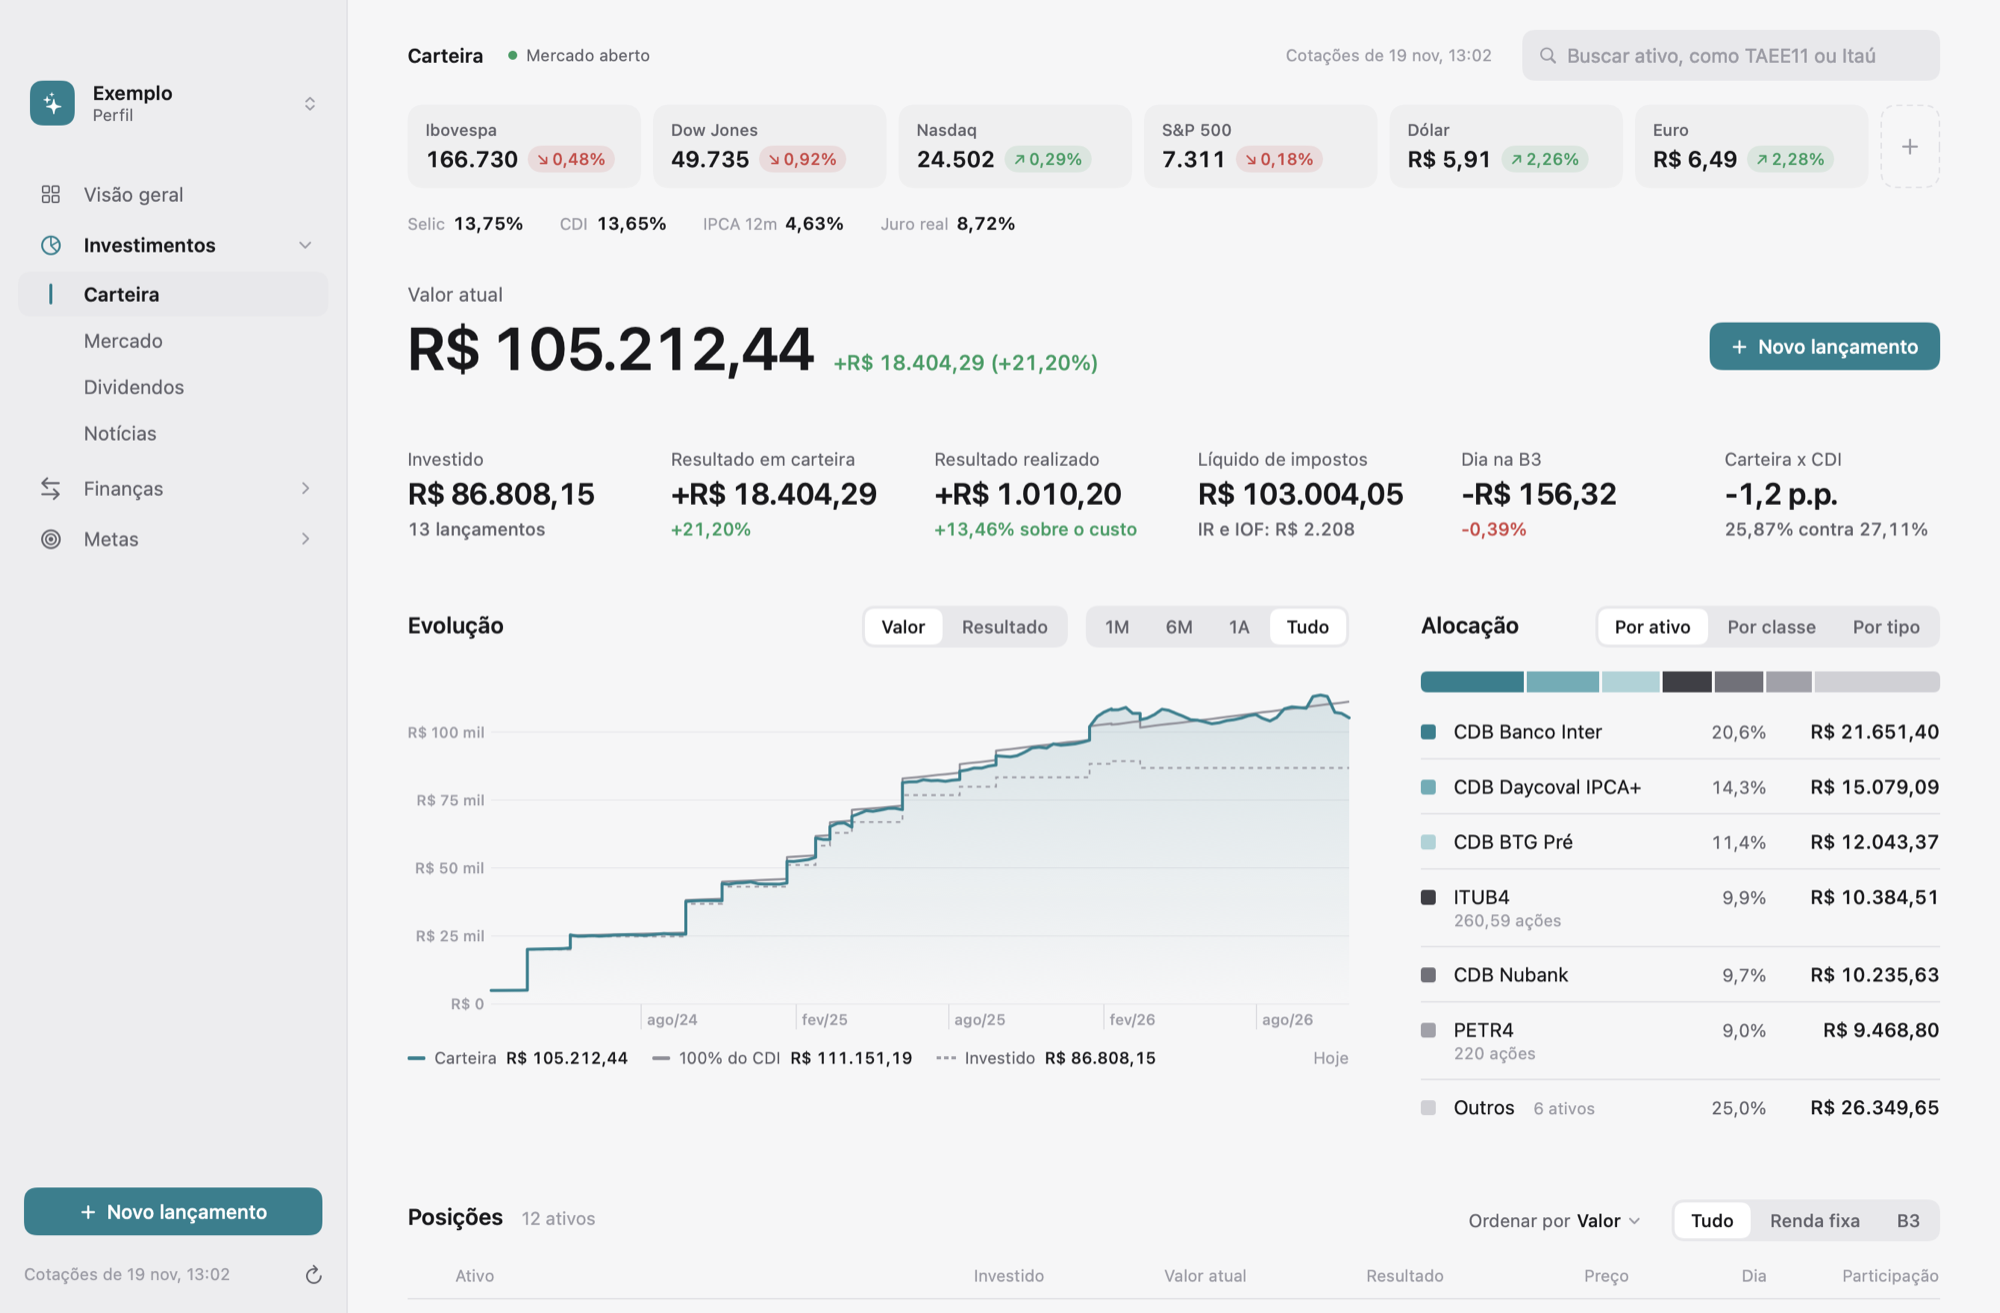 Exemplo
Perfil
Visão geral
Investimentos
Carteira
Mercado
Dividendos
Notícias
Finanças
Metas
+ Novo lançamento
Cotações de 19 nov, 13:02
Carteira
Mercado aberto
Cotações de 19 nov, 13:02
Buscar ativo, como TAEE11 ou Itaú
Ibovespa
166.730 ↘ 0,48%
Dow Jones
49.735 ↘ 0,92%
Nasdaq
24.502 ↗ 0,29%
S&P 500
7.311 ↘ 0,18%
Dólar
R$ 5,91 ↗ 2,26%
Euro
R$ 6,49 ↗ 2,28%
+
Selic 13,75% CDI 13,65% IPCA 12m 4,63% Juro real 8,72%
Valor atual
R$ 105.212,44 +R$ 18.404,29 (+21,20%)
+ Novo lançamento
Investido
R$ 86.808,15
13 lançamentos
Resultado em carteira
+R$ 18.404,29
+21,20%
Resultado realizado
+R$ 1.010,20
+13,46% sobre o custo
Líquido de impostos
R$ 103.004,05
IR e IOF: R$ 2.208
Dia na B3
-R$ 156,32
-0,39%
Carteira x CDI
-1,2 p.p.
25,87% contra 27,11%
Evolução
Valor Resultado
1M 6M 1A Tudo
R$ 100 mil
R$ 75 mil
R$ 50 mil
R$ 25 mil
R$ 0
ago/24 fev/25 ago/25 fev/26 ago/26
Carteira R$ 105.212,44 100% do CDI R$ 111.151,19 Investido R$ 86.808,15 Hoje
Alocação
Por ativo Por classe Por tipo
CDB Banco Inter 20,6% R$ 21.651,40
CDB Daycoval IPCA+ 14,3% R$ 15.079,09
CDB BTG Pré 11,4% R$ 12.043,37
ITUB4 9,9% R$ 10.384,51
260,59 ações
CDB Nubank 9,7% R$ 10.235,63
PETR4 9,0% R$ 9.468,80
220 ações
Outros 6 ativos 25,0% R$ 26.349,65
Posições 12 ativos
Ordenar por Valor
Tudo Renda fixa B3
Ativo Investido Valor atual Resultado Preço Dia Participação